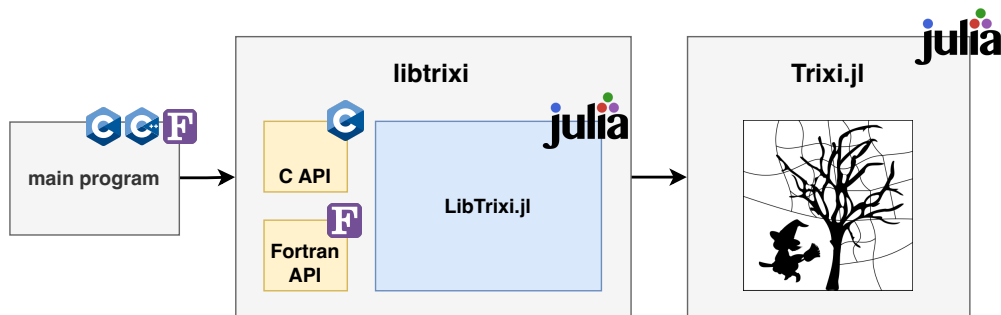 julia
libtrixi
Trixi.jl
C C++ F
C
julia
main program
C API
LibTrixi.jl
F
Fortran
API